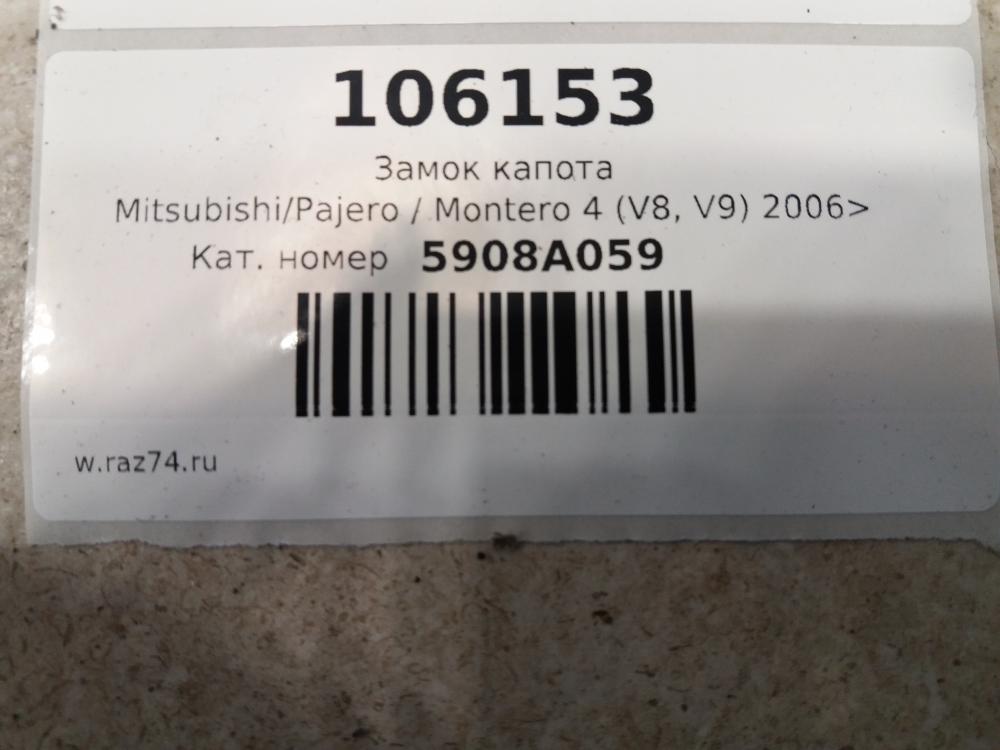 106153
Замок капота
Mitsubishi/Pajero / Montero 4 (V8, V9) 2006>
Кат. номер 5908A059
w.raz74.ru